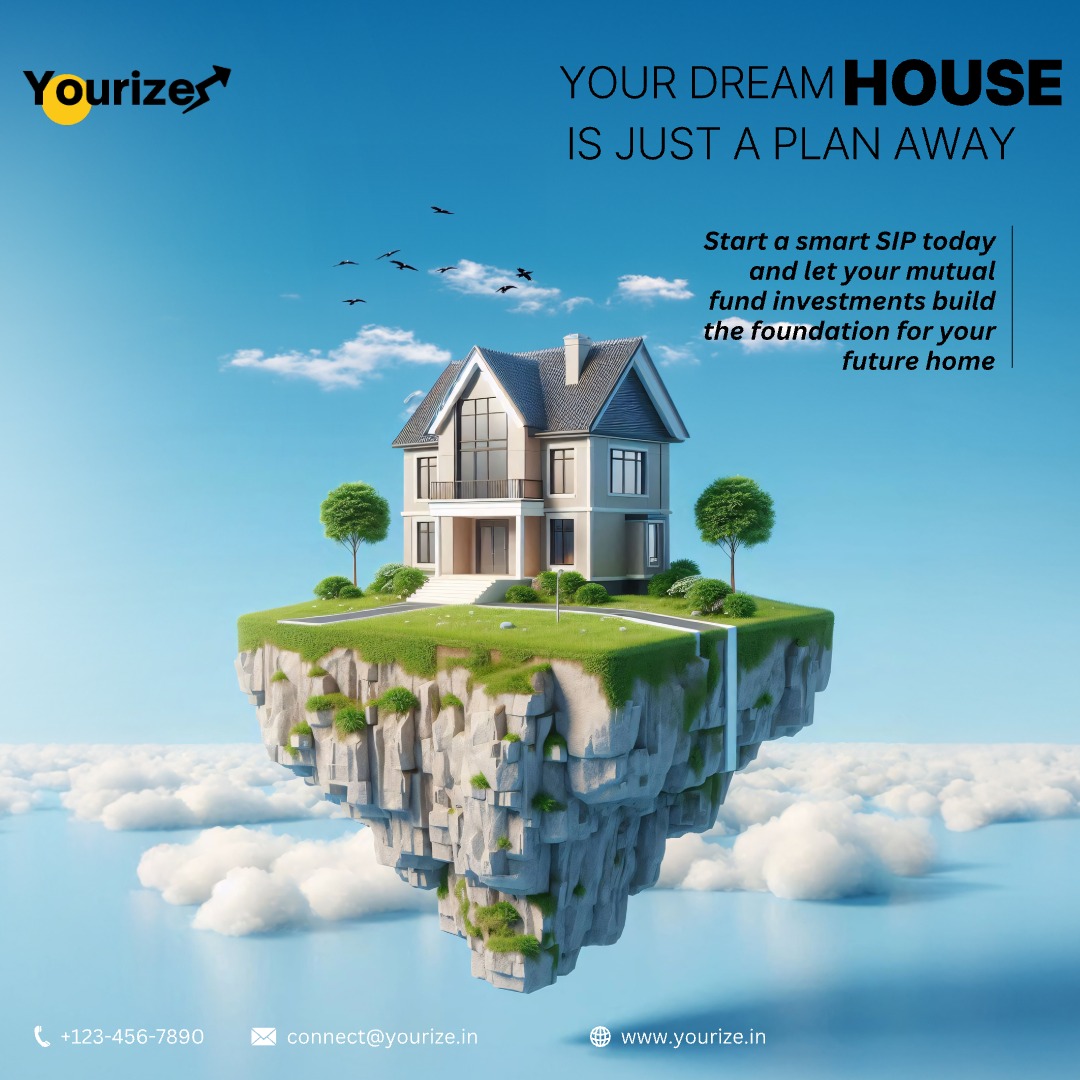 Yourize
YOUR DREAM HOUSE
IS JUST A PLAN AWAY
Start a smart SIP today
and let your mutual
fund investments build
the foundation for your
future home
+123-456-7890
connect@yourize.in
www.yourize.in